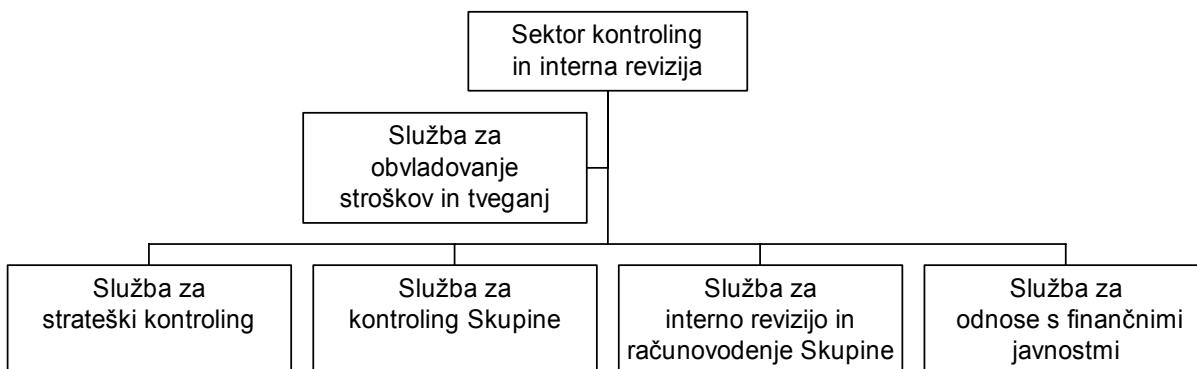 Sektor kontroling
in interna revizija
Služba za
obvladovanje
stroškov in tveganj
Služba za
strateški kontroling
Služba za
kontroling Skupine
Služba za
interno revizijo in
računovodenje Skupine
Služba za
odnose s finančnimi
javnostmi